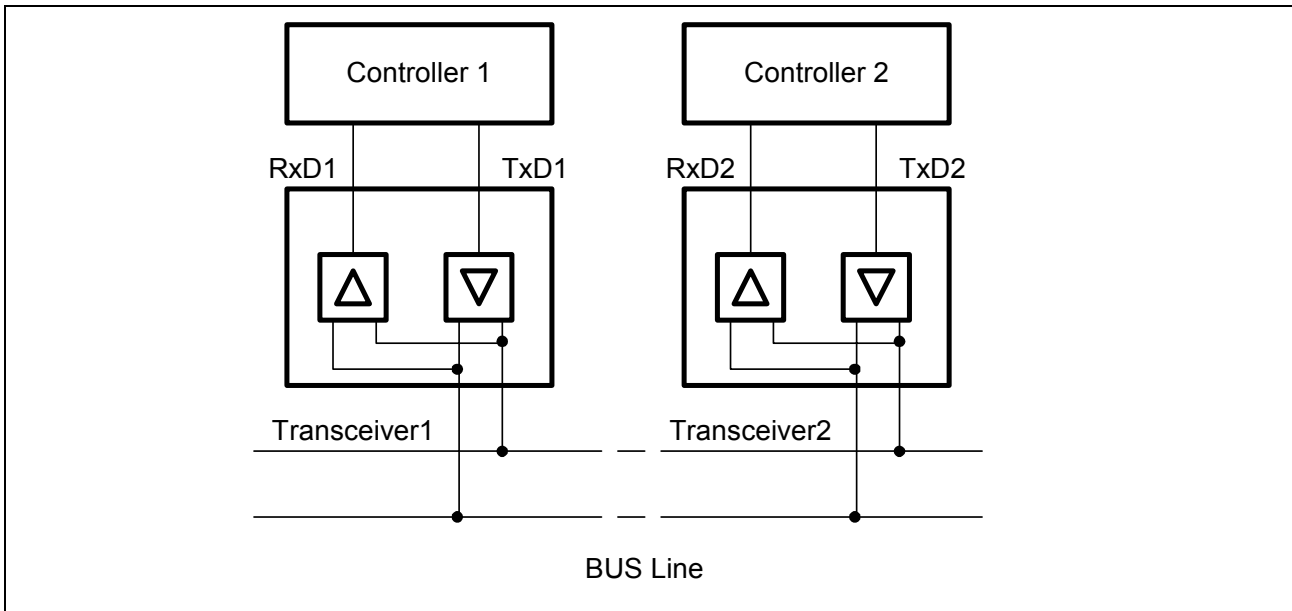 Controller 1
Controller 2
RxD1
TxD1
RxD2
TxD2
Transceiver1
Transceiver2
BUS Line